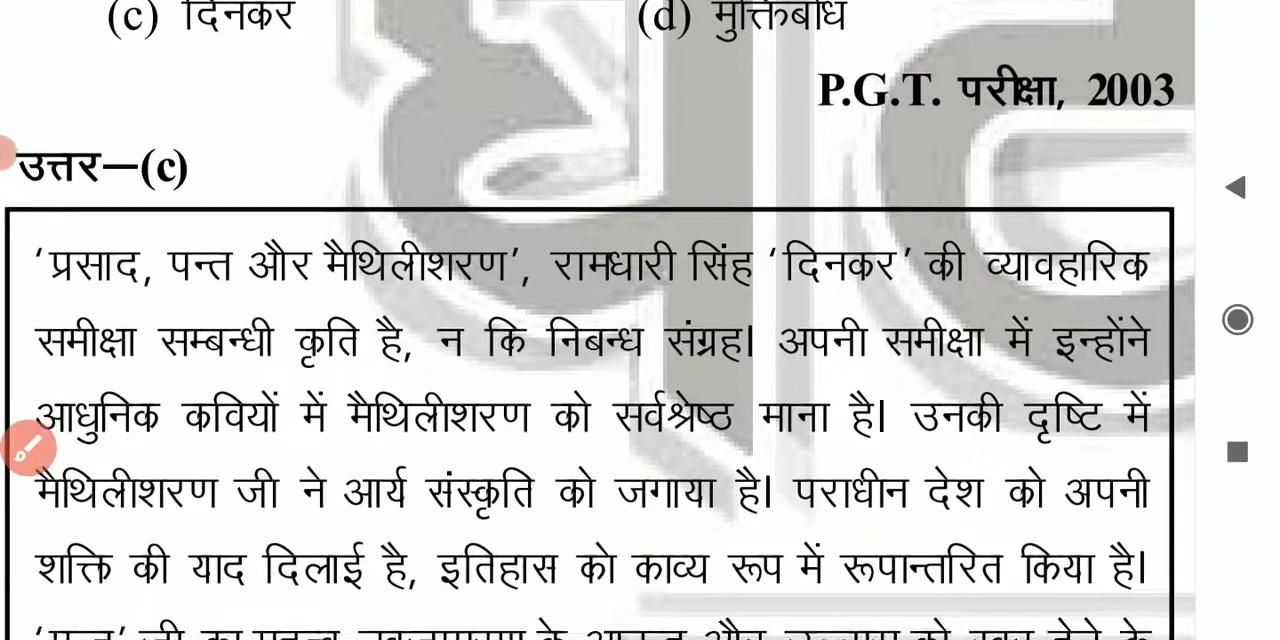 (c) दिनकर (d) मुक्तिबोध
P.G.T. परीक्षा, 2003
उत्तर–(c)
‘प्रसाद, पन्त और मैथिलीशरण’, रामधारी सिंह ‘दिनकर’ की व्यावहारिक
समीक्षा सम्बन्धी कृति है, न कि निबन्ध संग्रह। अपनी समीक्षा में इन्होंने
आधुनिक कवियों में मैथिलीशरण को सर्वश्रेष्ठ माना है। उनकी दृष्टि में
मैथिलीशरण जी ने आर्य संस्कृति को जगाया है। पराधीन देश को अपनी
शक्ति की याद दिलाई है, इतिहास को काव्य रूप में रूपान्तरित किया है।